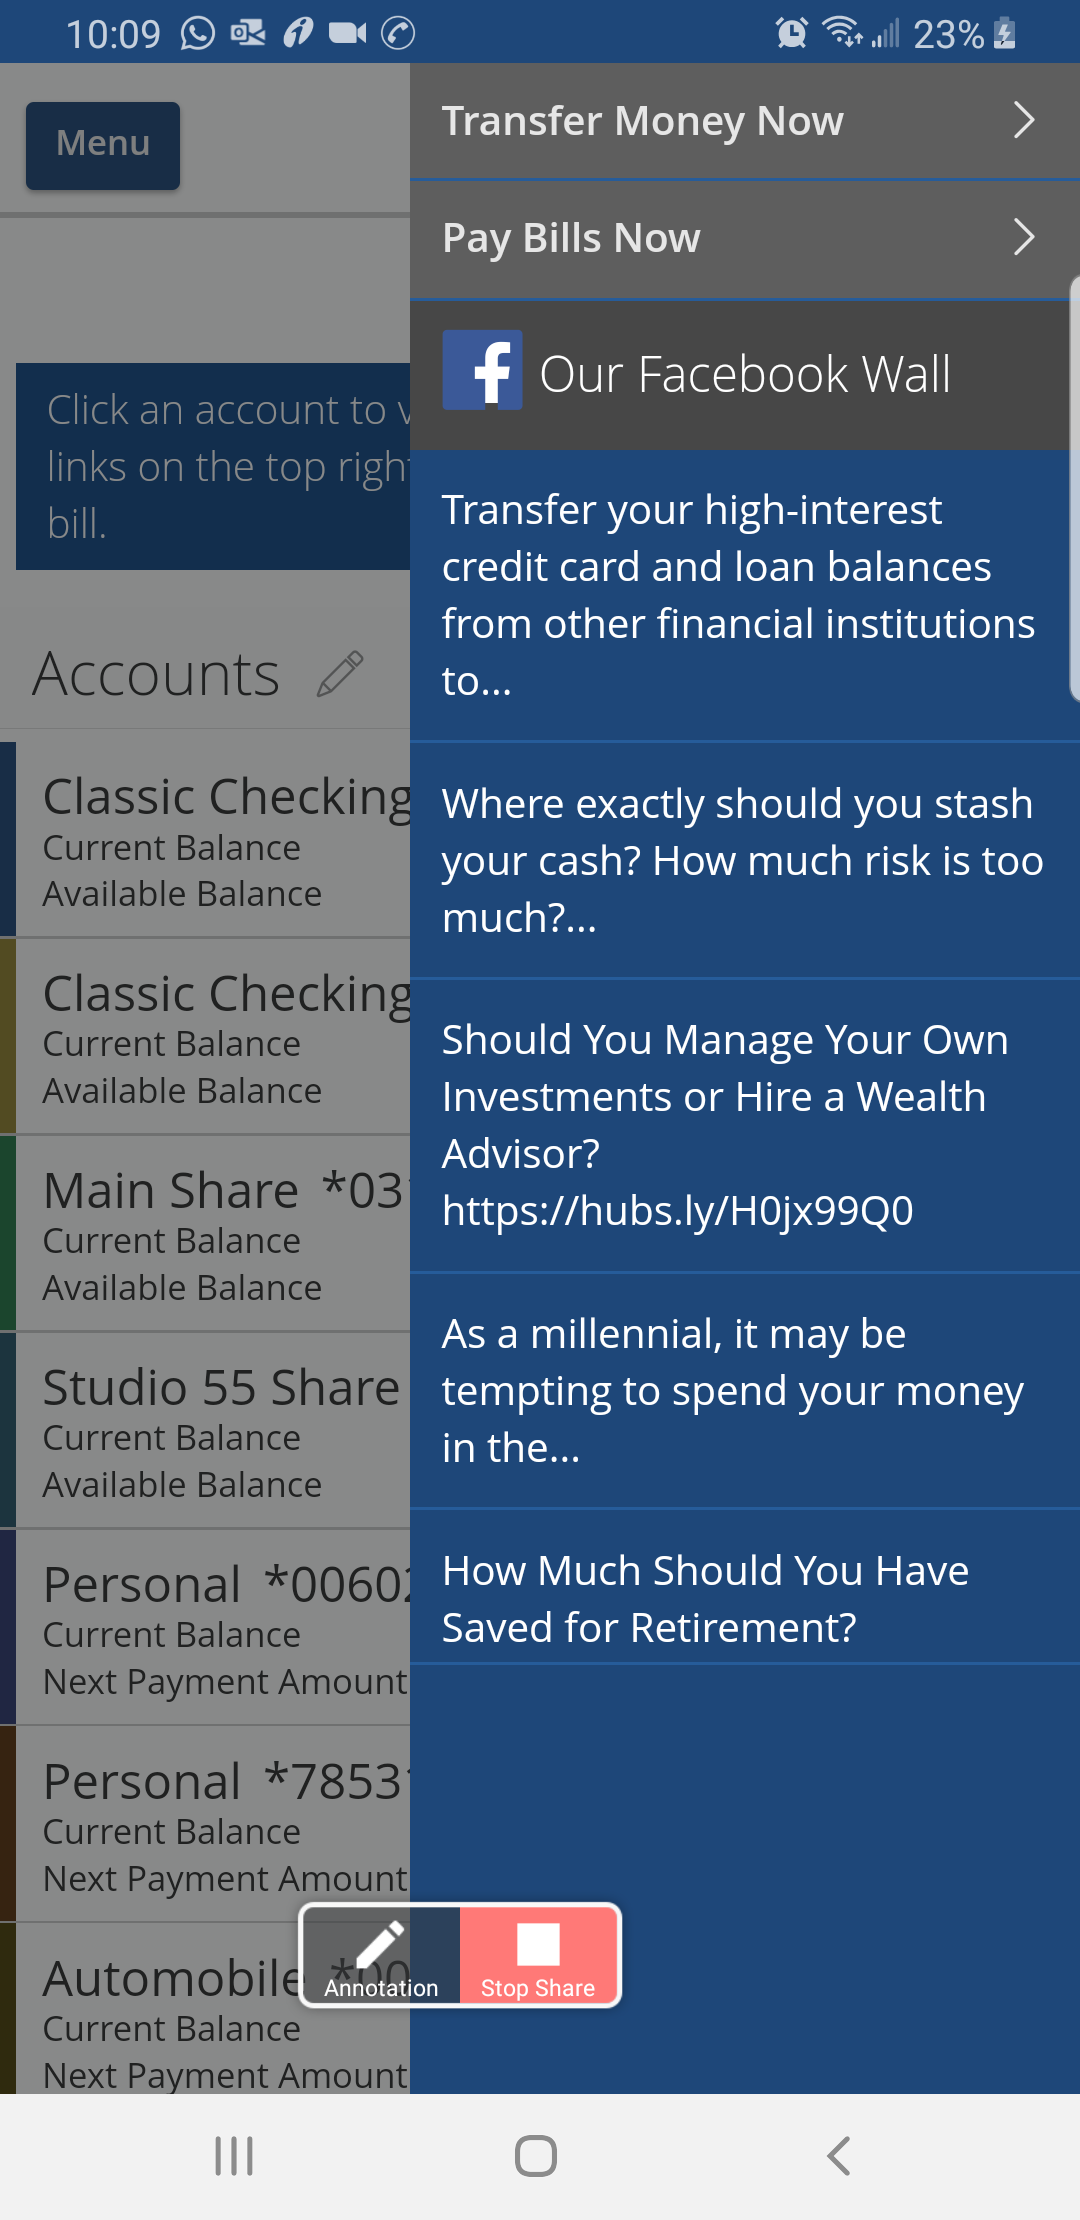 10:09
23%
Menu
Click an account to v
links on the top right
bill.
Accounts
Classic Checking
Current Balance
Available Balance
Classic Checking
Current Balance
Available Balance
Main Share *031
Current Balance
Available Balance
Studio 55 Share
Current Balance
Available Balance
Personal *00602
Current Balance
Next Payment Amount
Personal *7853
Current Balance
Next Payment Amount
Automobile *00
Current Balance
Next Payment Amount
Transfer Money Now
Pay Bills Now
Our Facebook Wall
Transfer your high-interest
credit card and loan balances
from other financial institutions
to...
Where exactly should you stash
your cash? How much risk is too
much?...
Should You Manage Your Own
Investments or Hire a Wealth
Advisor?
https://hubs.ly/H0jx99Q0
As a millennial, it may be
tempting to spend your money
in the...
How Much Should You Have
Saved for Retirement?
Annotation
Stop Share